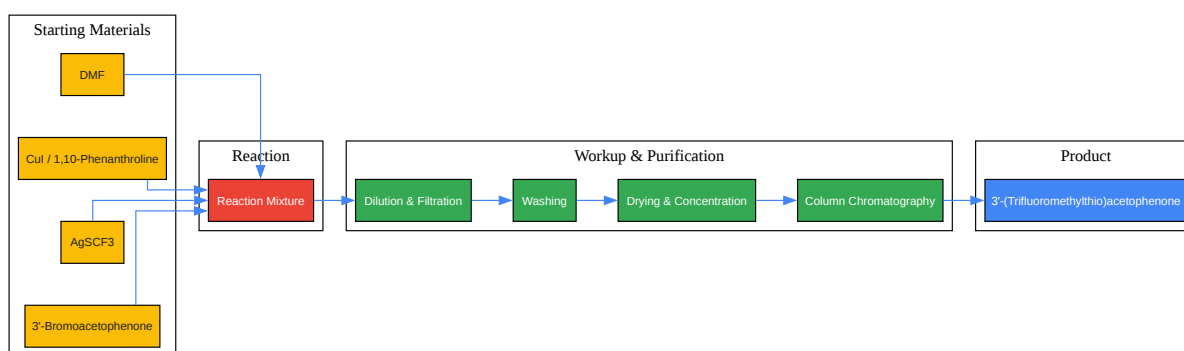 Starting Materials
DMF
CuI / 1,10-Phenanthroline
AgSCF3
3'-Bromoacetophenone
Reaction
Reaction Mixture
Workup & Purification
Dilution & Filtration
Washing
Drying & Concentration
Column Chromatography
Product
3'-(Trifluoromethylthio)acetophenone